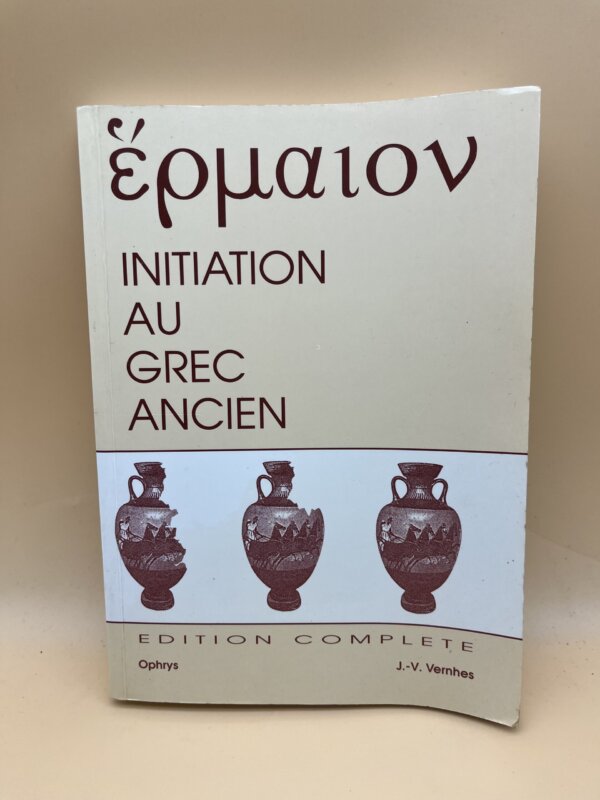 ἕρμαιον
INITIATION
AU
GREC
ANCIEN
EDITION COMPLETE
Ophrys J.-V. Vernhes